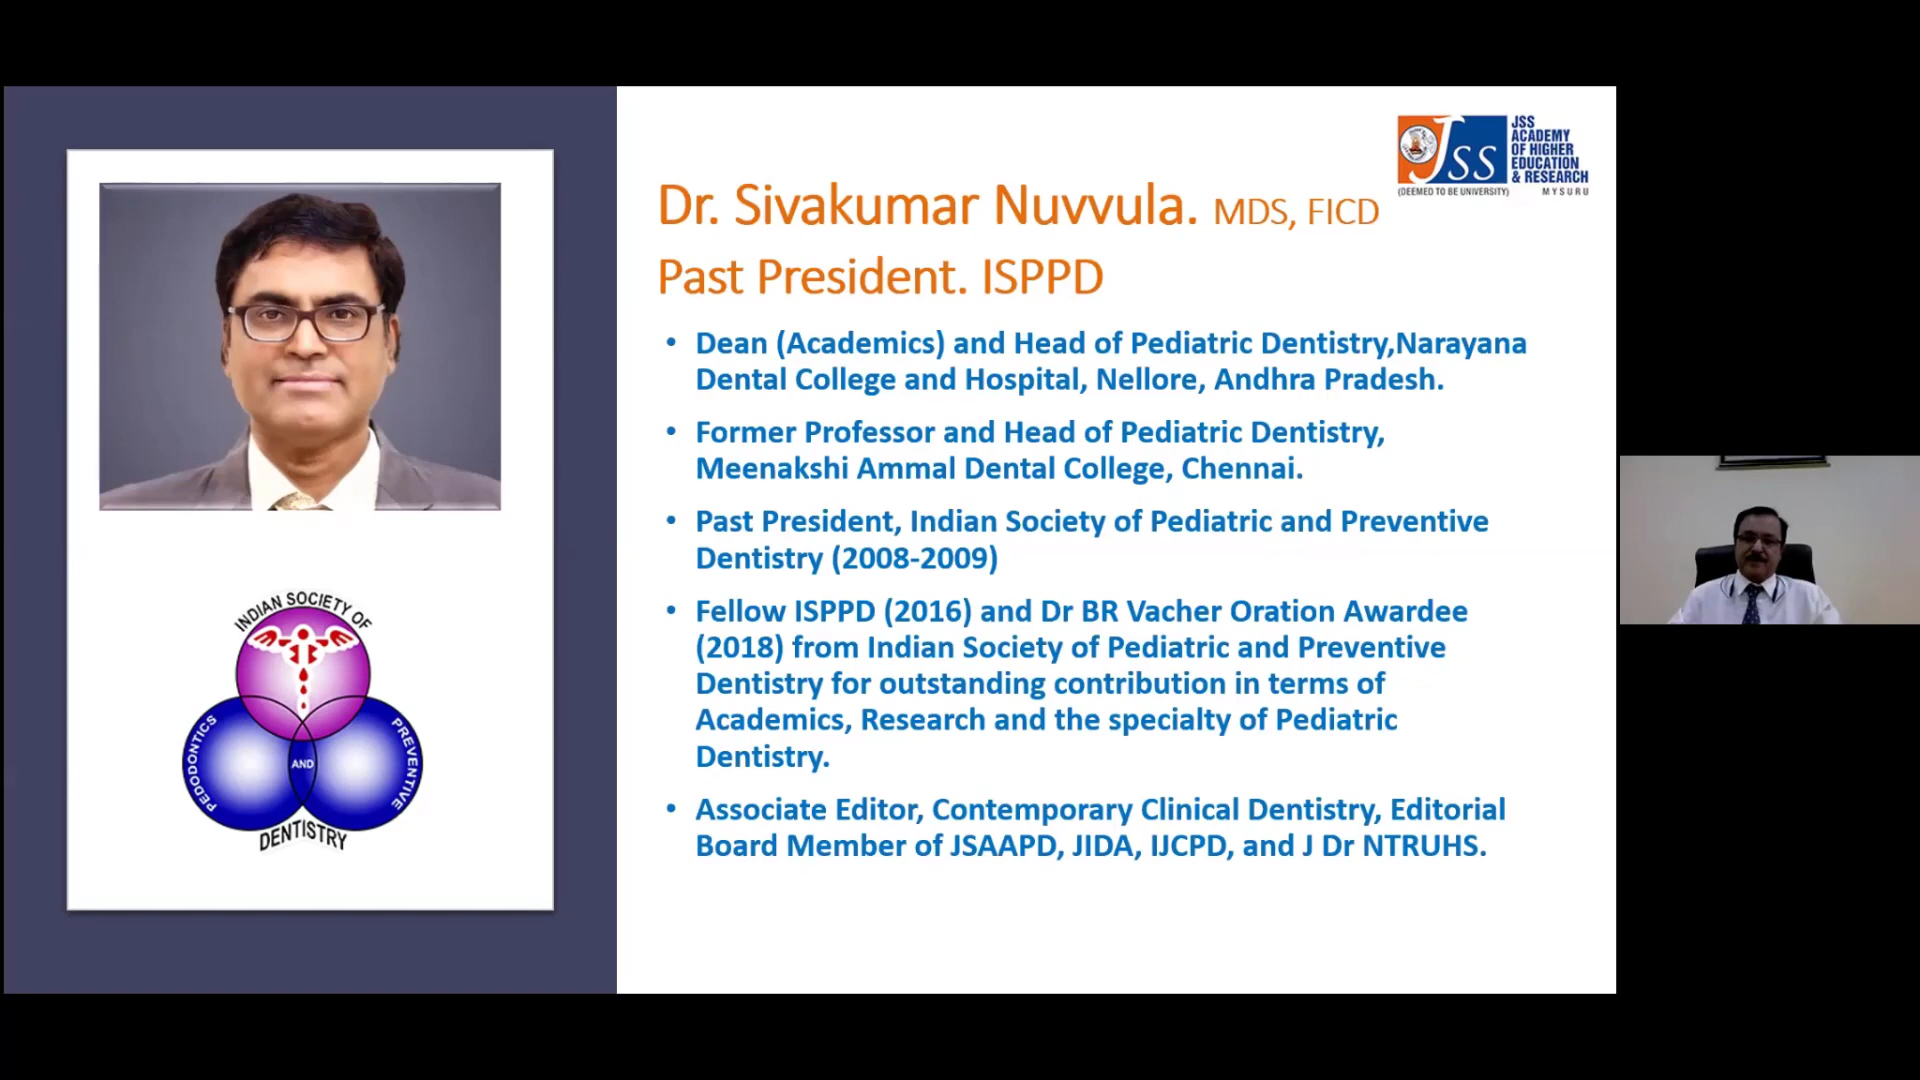 JSS
ACADEMY
OF HIGHER
EDUCATION
& RESEARCH
JSS
(DEEMED TO BE UNIVERSITY) MYSURU
Dr. Sivakumar Nuvvula. MDS, FICD
Past President. ISPPD
• Dean (Academics) and Head of Pediatric Dentistry,Narayana
Dental College and Hospital, Nellore, Andhra Pradesh.
• Former Professor and Head of Pediatric Dentistry,
Meenakshi Ammal Dental College, Chennai.
• Past President, Indian Society of Pediatric and Preventive
Dentistry (2008-2009)
• Fellow ISPPD (2016) and Dr BR Vacher Oration Awardee
(2018) from Indian Society of Pediatric and Preventive
Dentistry for outstanding contribution in terms of
Academics, Research and the specialty of Pediatric
Dentistry.
• Associate Editor, Contemporary Clinical Dentistry, Editorial
Board Member of JSAAPD, JIDA, IJCPD, and J Dr NTRUHS.
INDIAN SOCIETY OF
PEDODONTICS
AND
PREVENTIVE
DENTISTRY